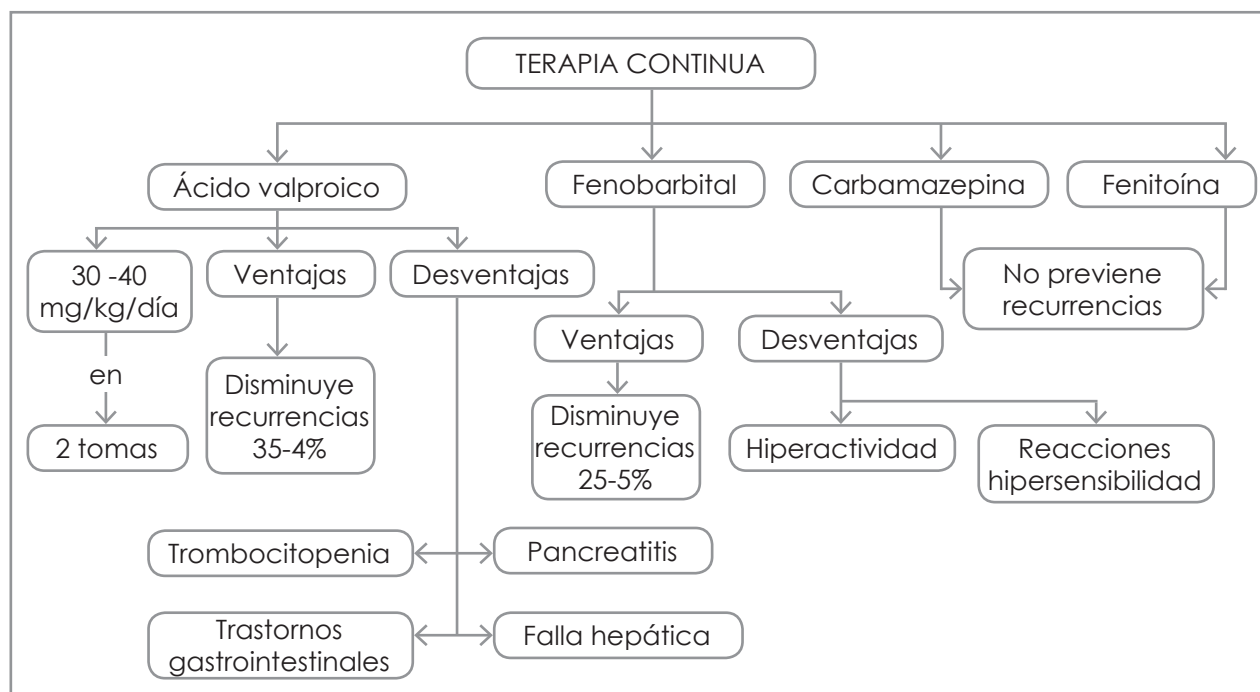 TERAPIA CONTINUA
Ácido valproico
Fenobarbital
Carbamazepina
Fenitoína
30 -40
mg/kg/día
en
2 tomas
Ventajas
Disminuye
recurrencias
35-4%
Desventajas
Trombocitopenia
Pancreatitis
Trastornos
gastrointestinales
Falla hepática
Ventajas
Disminuye
recurrencias
25-5%
Desventajas
Hiperactividad
Reacciones
hipersensibilidad
No previene
recurrencias